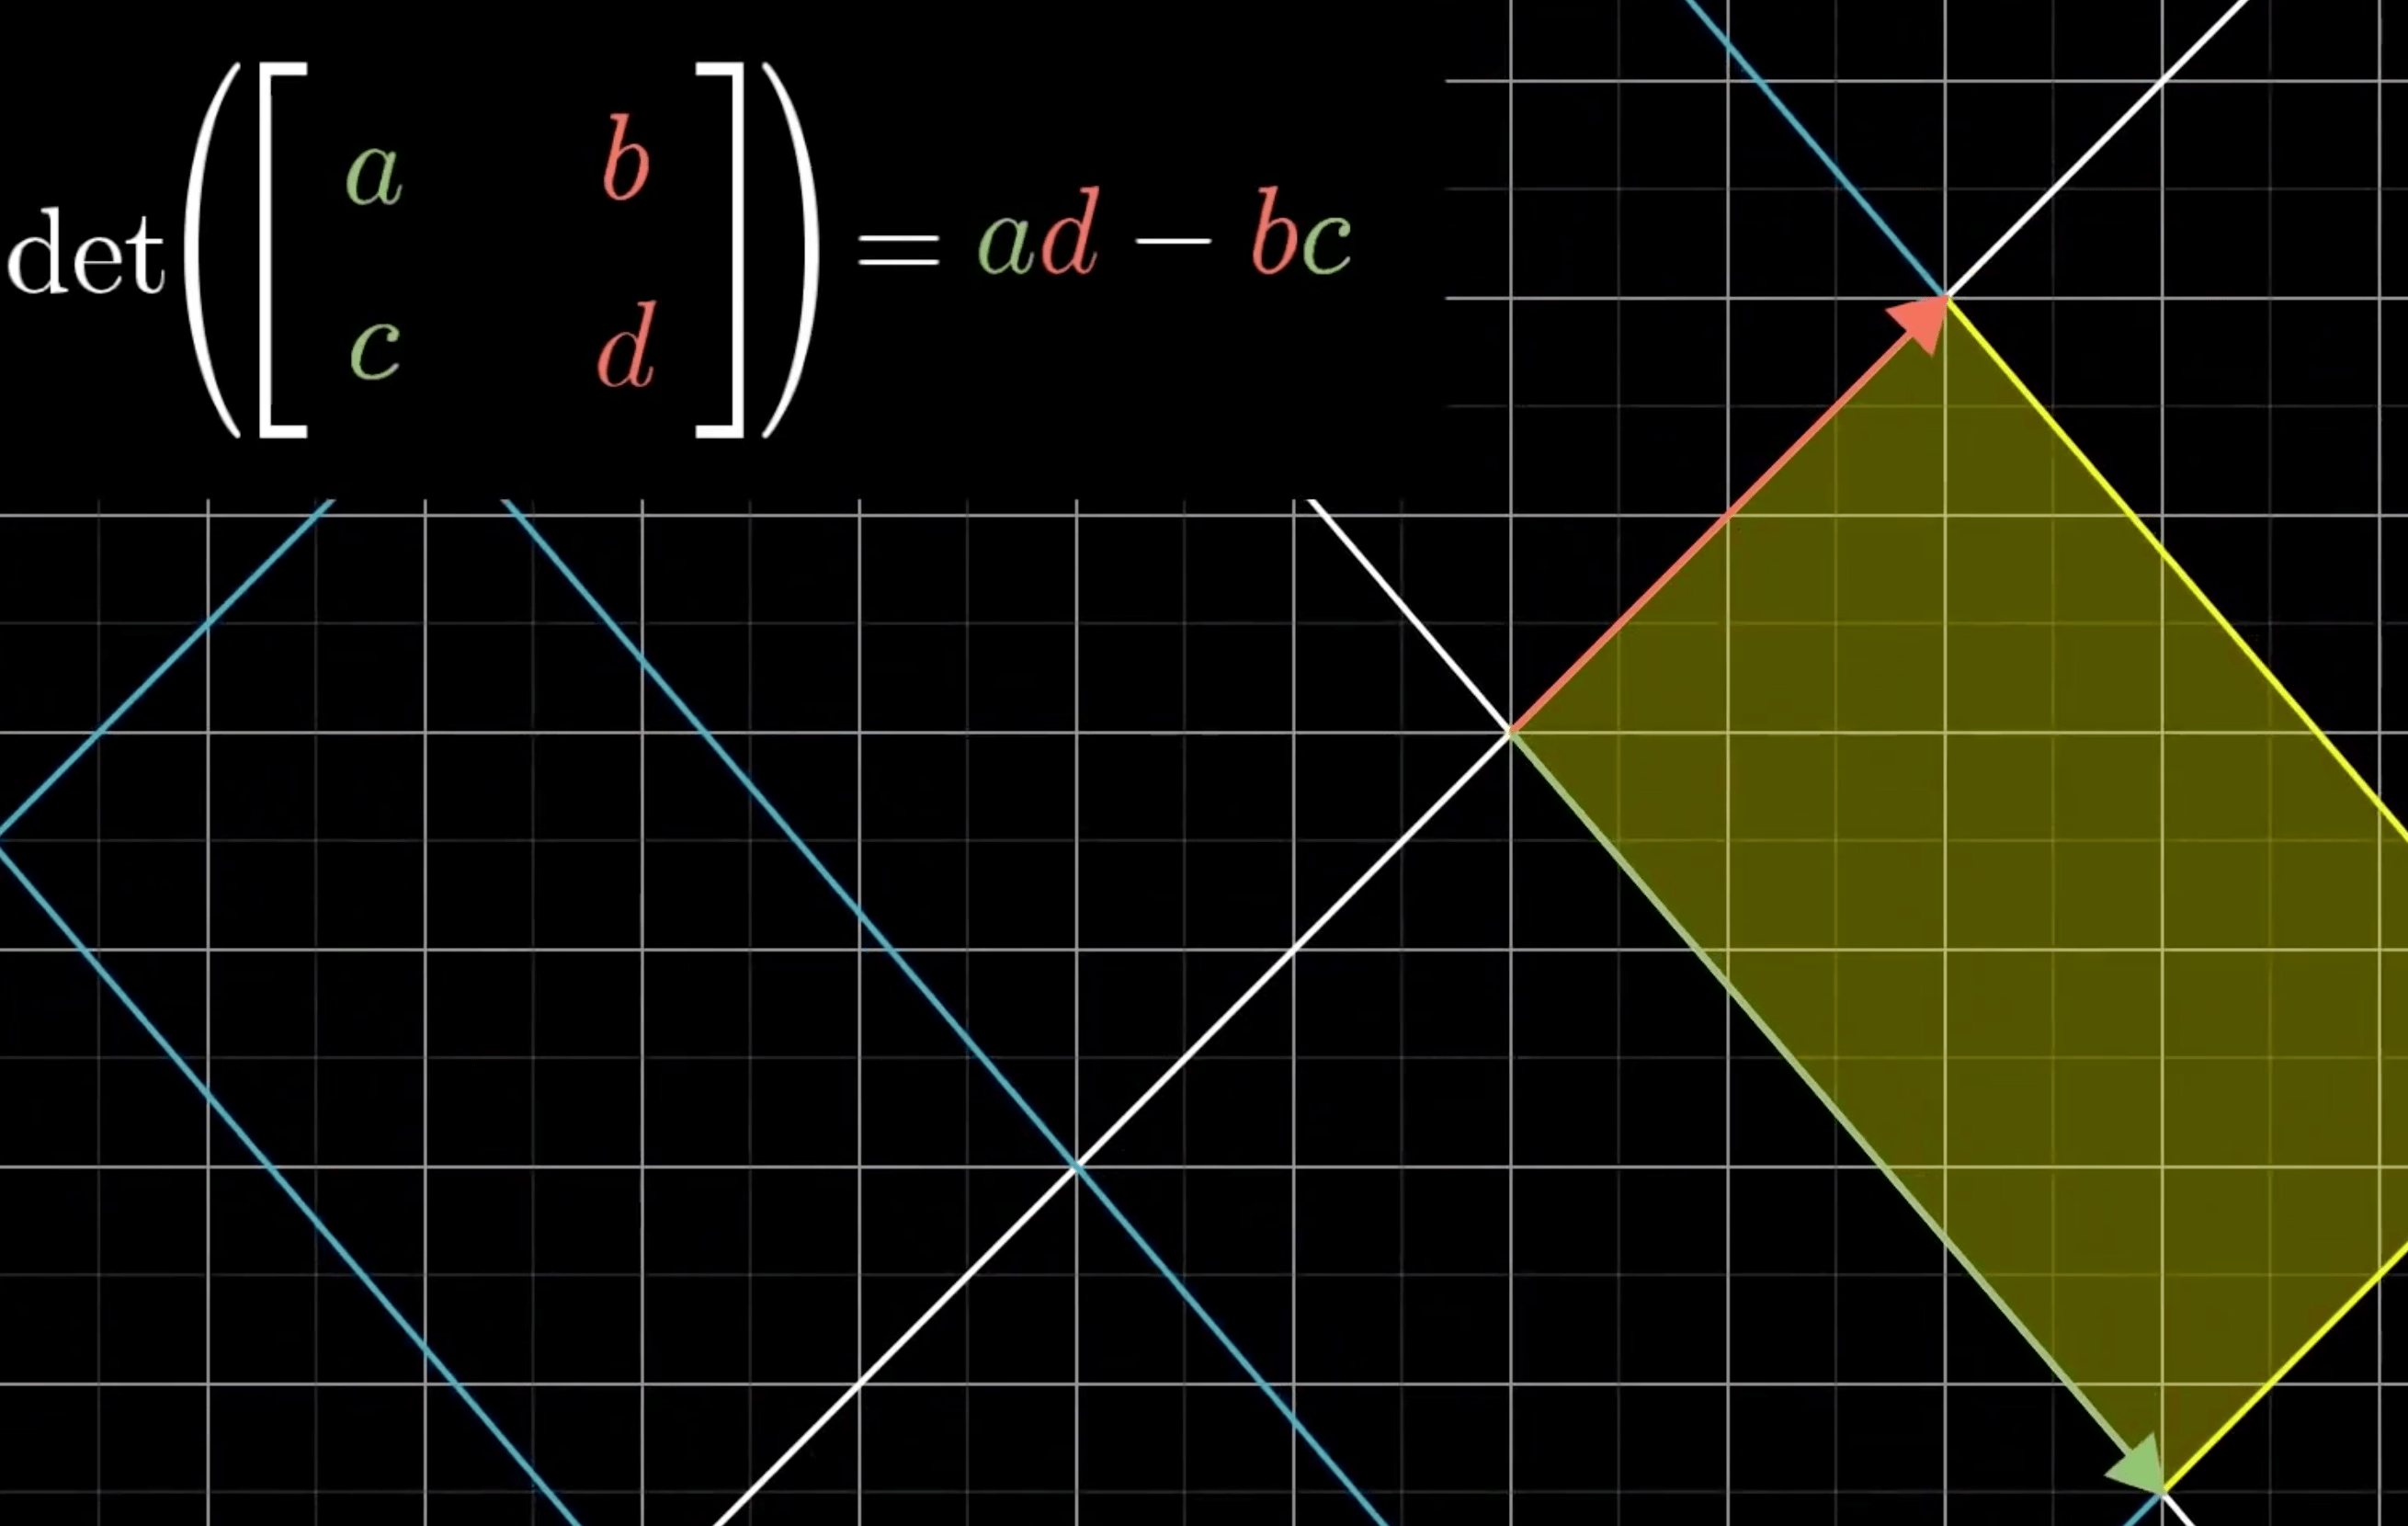 det([a b; c d]) = ad − bc